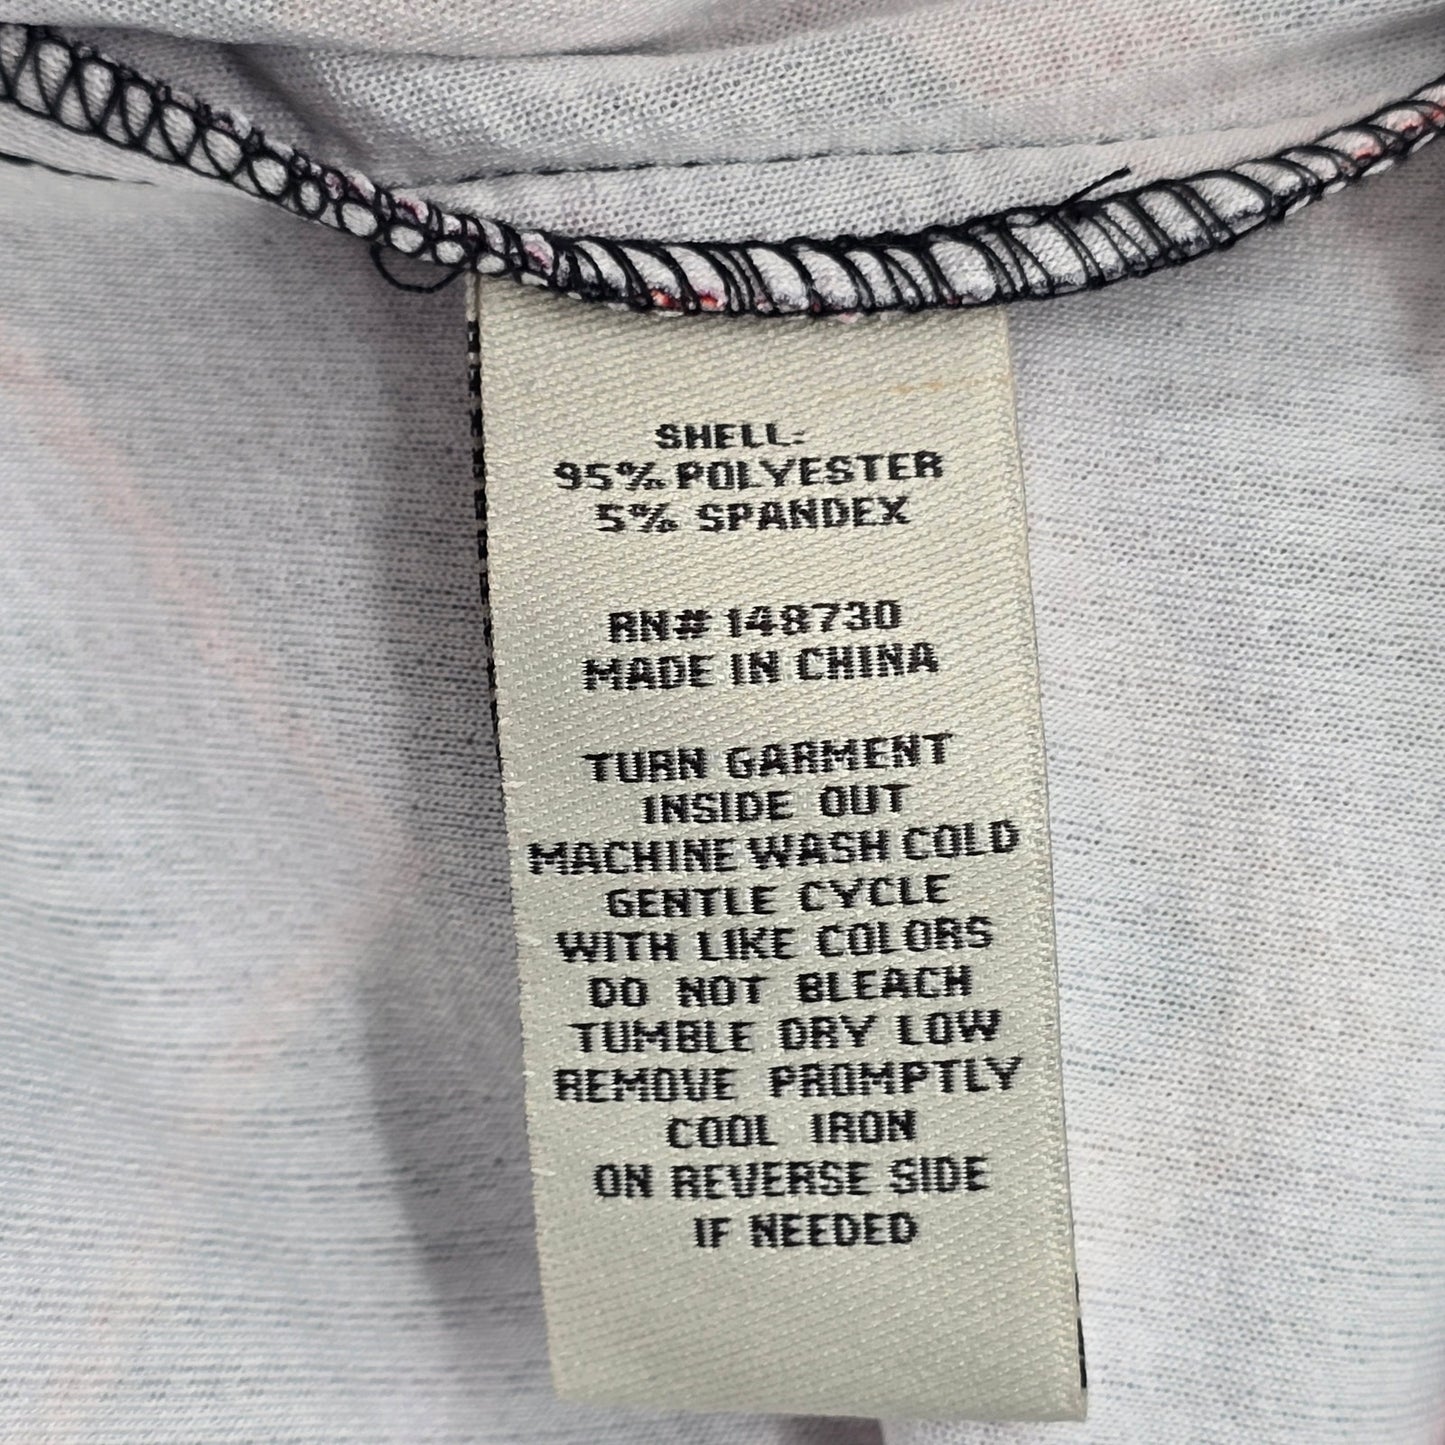 SHELL:
95% POLYESTER
5% SPANDEX
RN# 148730
MADE IN CHINA
TURN GARMENT
INSIDE OUT
MACHINE WASH COLD
GENTLE CYCLE
WITH LIKE COLORS
DO NOT BLEACH
TUMBLE DRY LOW
REMOVE PROMPTLY
COOL IRON
ON REVERSE SIDE
IF NEEDED